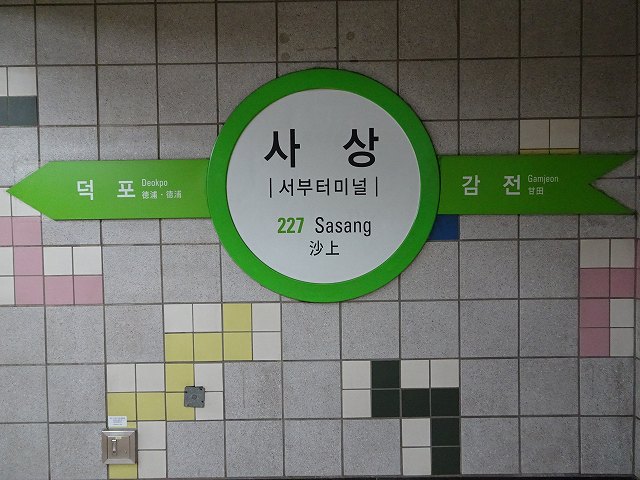 덕 포 Deokpo
德浦 · 德浦
사 상
| 서부터미널 |
227 Sasang
沙上
감 전 Gamjeon
甘田